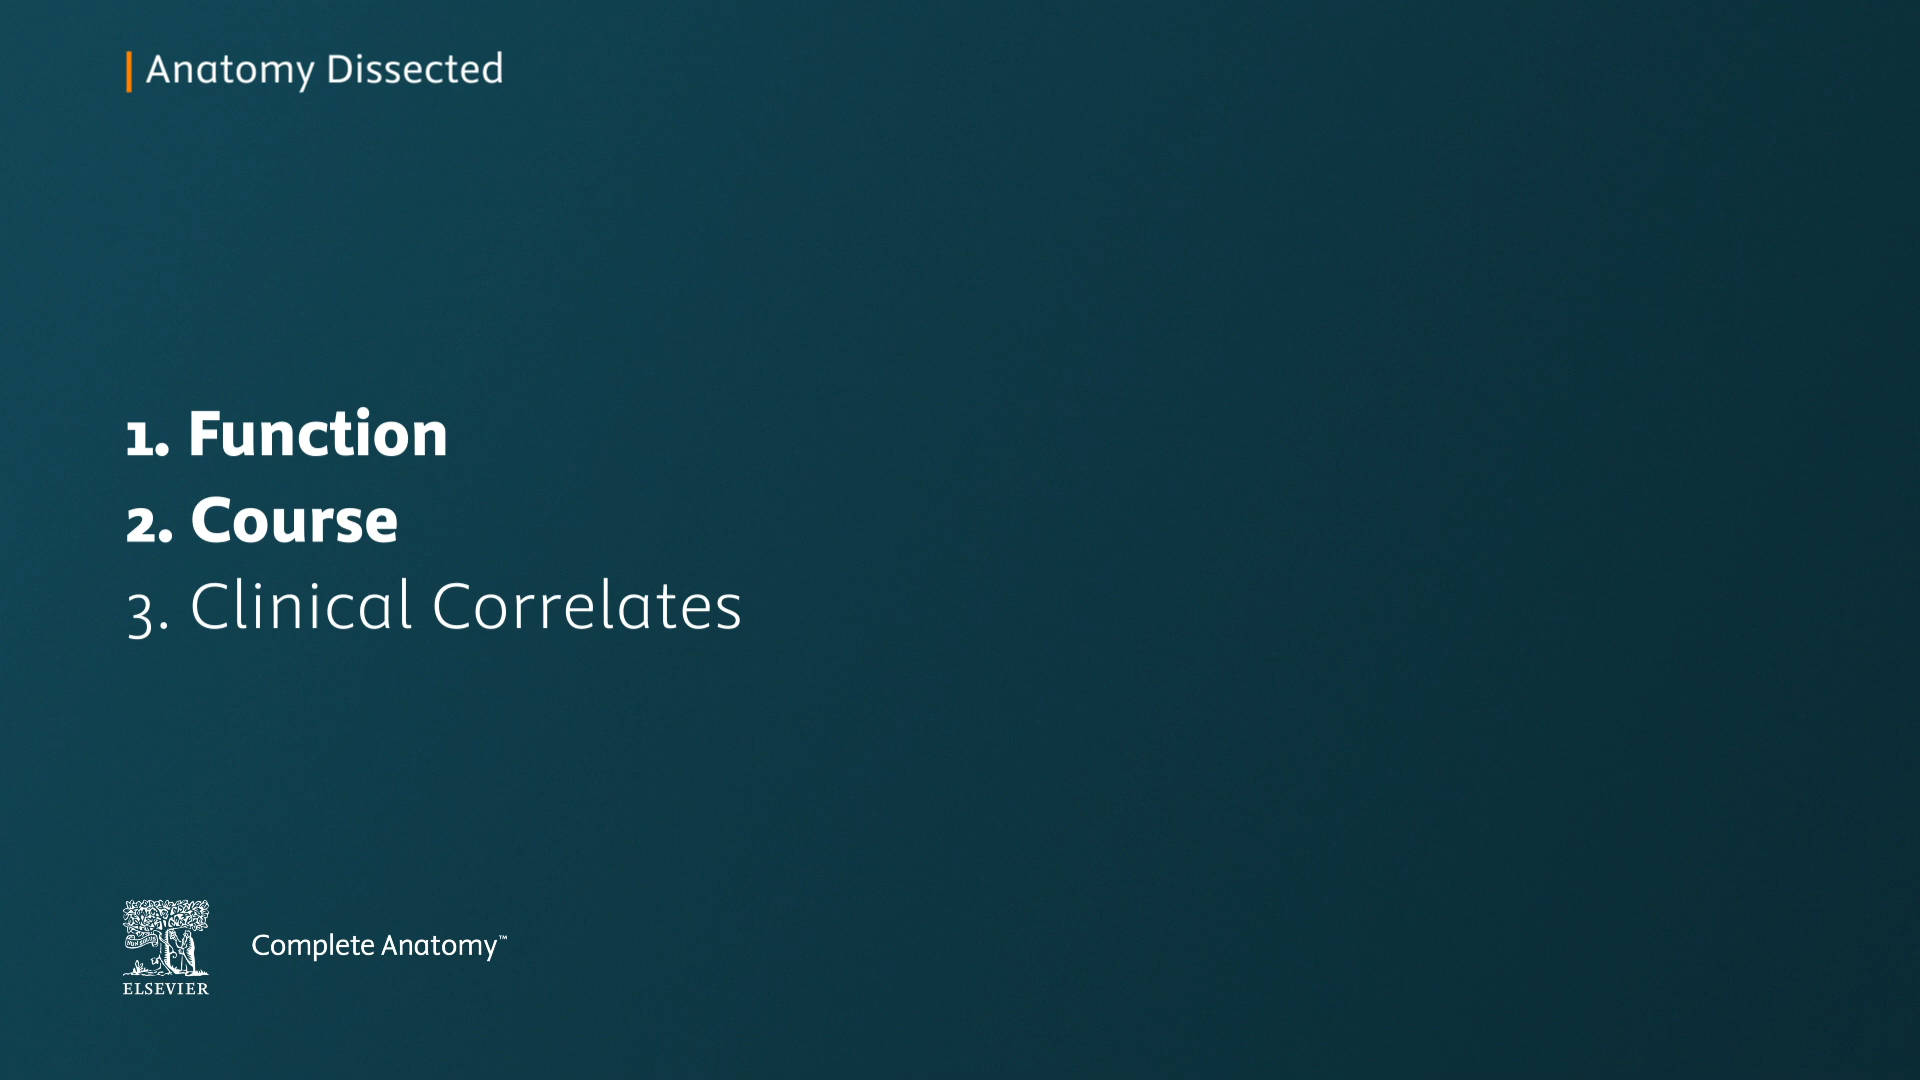 Anatomy Dissected
1. Function
2. Course
3. Clinical Correlates
Complete Anatomy™
ELSEVIER